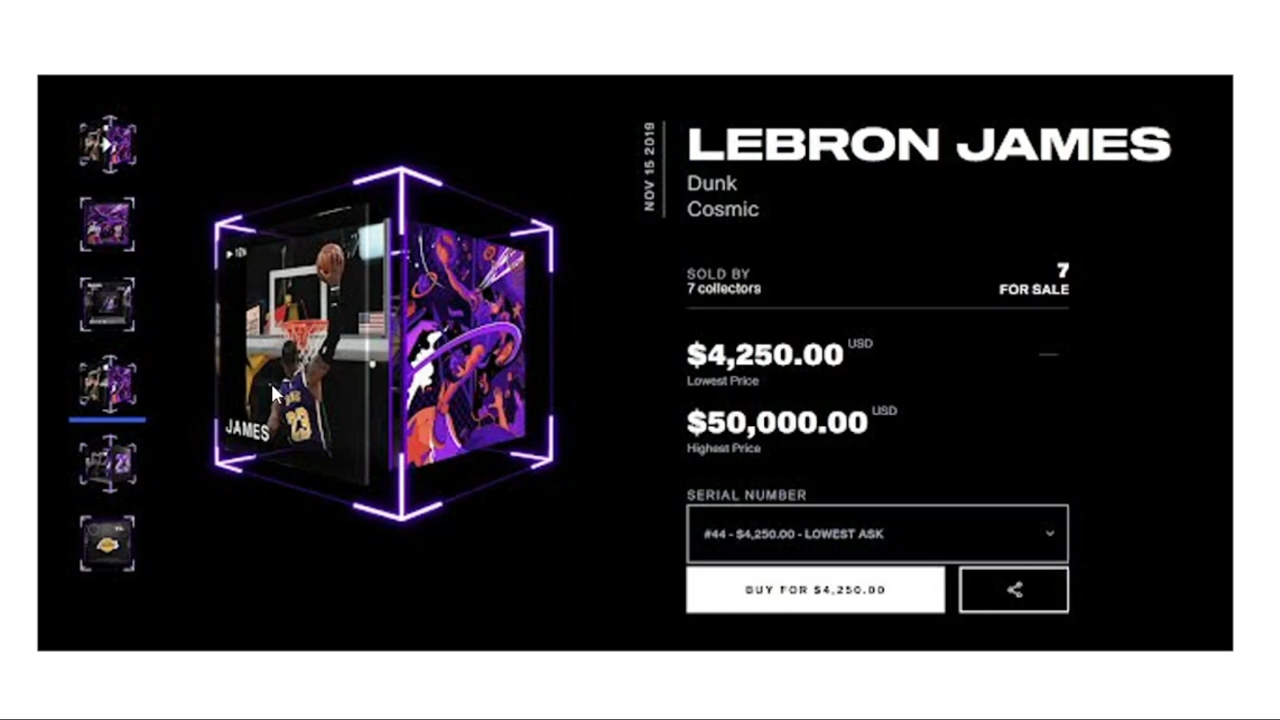 NOV 15 2019
LEBRON JAMES
Dunk
Cosmic
SOLD BY
7 collectors
7
FOR SALE
$4,250.00 USD
Lowest Price
$50,000.00 USD
Highest Price
SERIAL NUMBER
#44 - $4,250.00 - LOWEST ASK
BUY FOR $4,250.00
JAMES
23